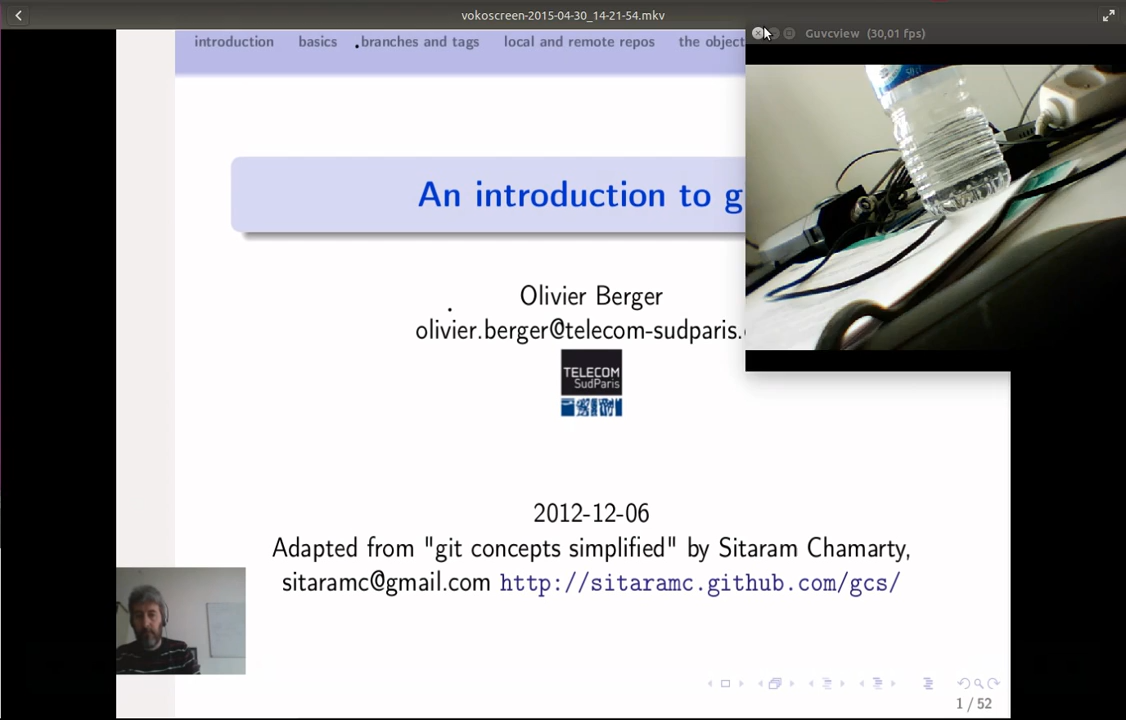 vokoscreen-2015-04-30_14-21-54.mkv
Guvcview (30,01 fps)
introduction basics branches and tags local and remote repos the object
An introduction to g
Olivier Berger
olivier.berger@telecom-sudparis.
TELECOM
SudParis
2012-12-06
Adapted from "git concepts simplified" by Sitaram Chamarty,
sitaramc@gmail.com http://sitaramc.github.com/gcs/
1 / 52